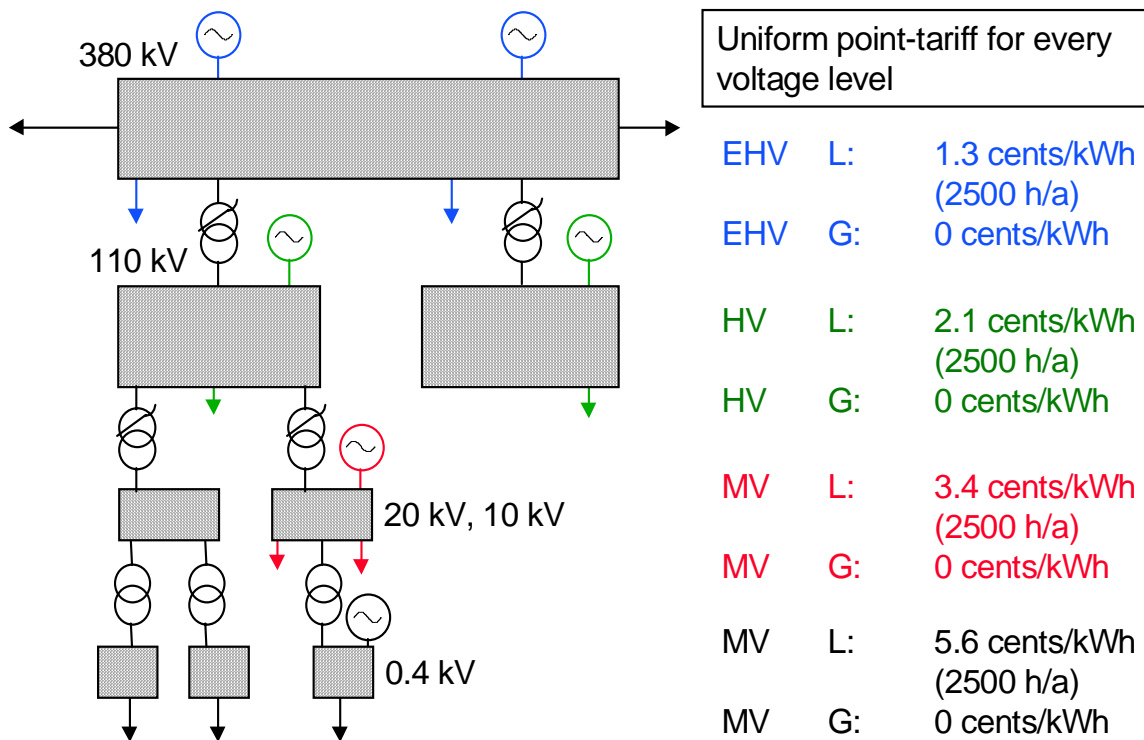 380 kV
110 kV
20 kV, 10 kV
0.4 kV
Uniform point-tariff for every
voltage level
EHV L: 1.3 cents/kWh
(2500 h/a)
EHV G: 0 cents/kWh
HV L: 2.1 cents/kWh
(2500 h/a)
HV G: 0 cents/kWh
MV L: 3.4 cents/kWh
(2500 h/a)
MV G: 0 cents/kWh
MV L: 5.6 cents/kWh
(2500 h/a)
MV G: 0 cents/kWh